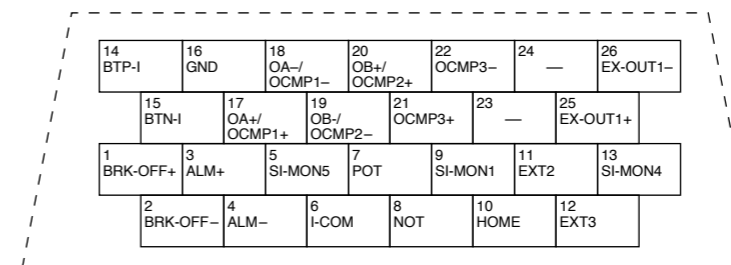 14 16 18 20 22 24 26
BTP-I GND OA–/ OB+/ OCMP3– — EX-OUT1–
OCMP1– OCMP2+
15 17 19 21 23 25
BTN-I OA+/ OB-/ OCMP3+ — EX-OUT1+
OCMP1+ OCMP2–
1 3 5 7 9 11 13
BRK-OFF+ ALM+ SI-MON5 POT SI-MON1 EXT2 SI-MON4
2 4 6 8 10 12
BRK-OFF– ALM– I-COM NOT HOME EXT3